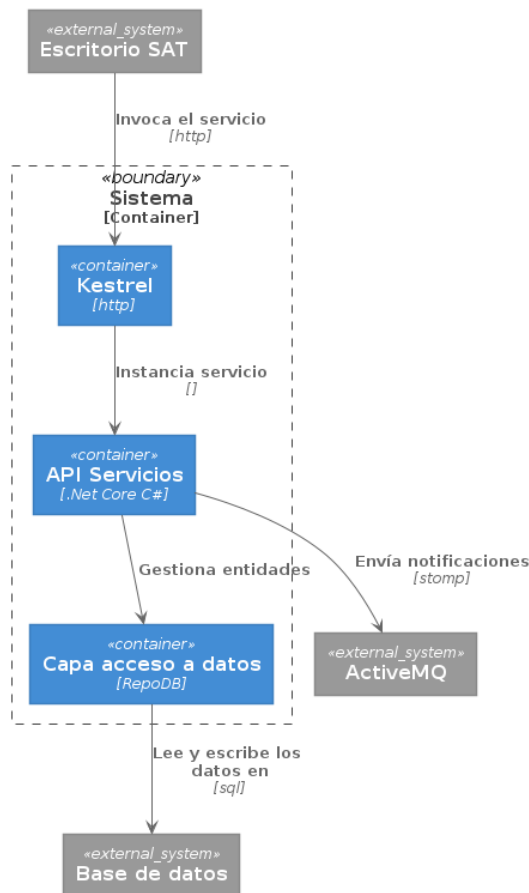 «external_system»
Escritorio SAT
Invoca el servicio
[http]
«boundary»
Sistema
[Container]
«container»
Kestrel
[http]
Instancia servicio
[]
«container»
API Servicios
[.Net Core C#]
Gestiona entidades
Envía notificaciones
[stomp]
«container»
Capa acceso a datos
[RepoDB]
«external_system»
ActiveMQ
Lee y escribe los
datos en
[sql]
«external_system»
Base de datos